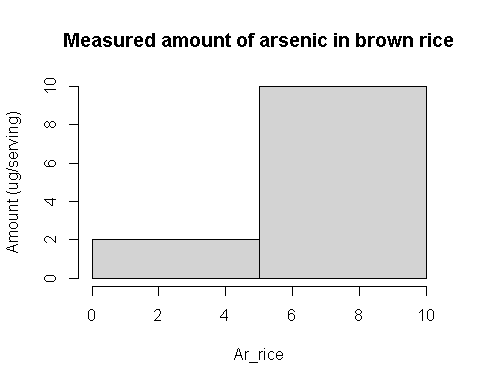 Measured amount of arsenic in brown rice
Amount (ug/serving)
10
8
6
4
2
0
0 2 4 6 8 10
Ar_rice